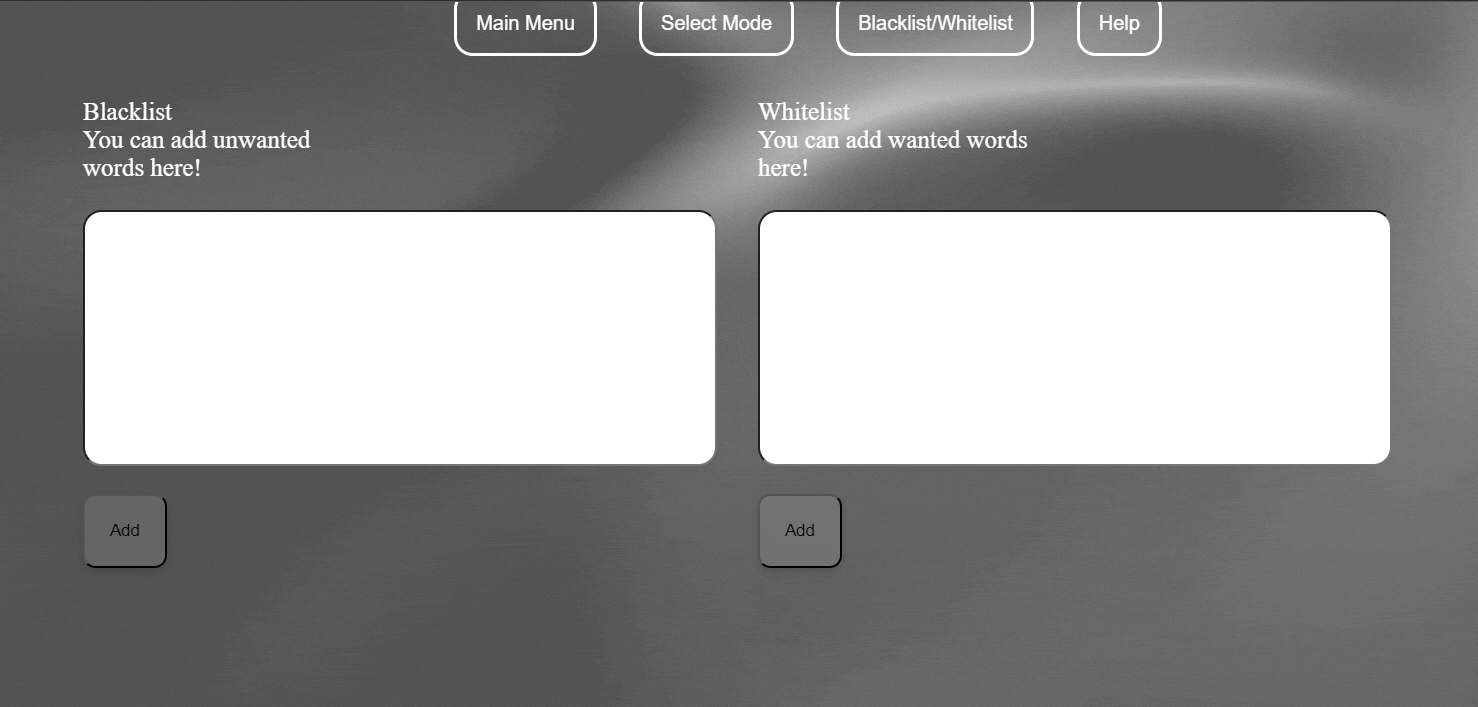 Main Menu Select Mode Blacklist/Whitelist Help
Blacklist
You can add unwanted
words here!
Whitelist
You can add wanted words
here!
Add
Add